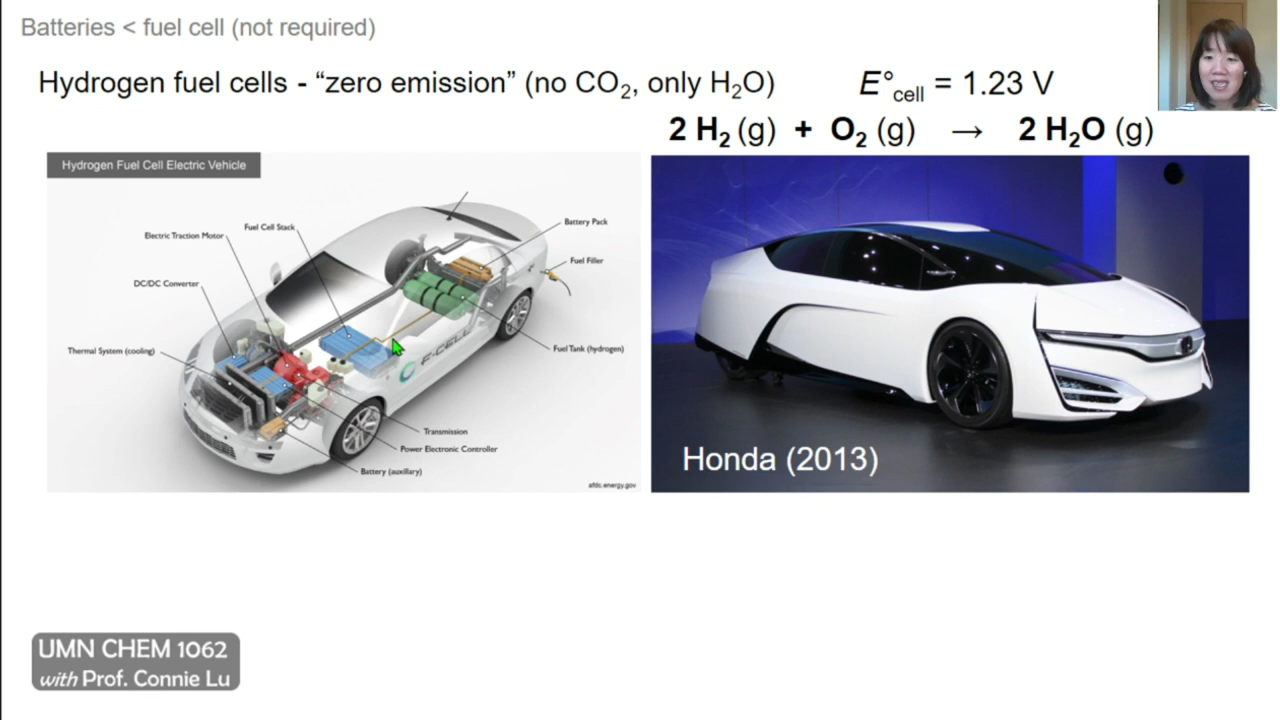 Batteries < fuel cell (not required)
Hydrogen fuel cells - “zero emission” (no CO₂, only H₂O)
E°cell = 1.23 V
2 H₂ (g) + O₂ (g) → 2 H₂O (g)
Hydrogen Fuel Cell Electric Vehicle
Battery Pack
Fuel Cell Stack
Electric Traction Motor
Fuel Filler
DC/DC Converter
Thermal System (cooling)
Fuel Tank (hydrogen)
F-CELL
Transmission
Power Electronic Controller
Battery (auxillary)
afdc.energy.gov
Honda (2013)
UMN CHEM 1062
with Prof. Connie Lu